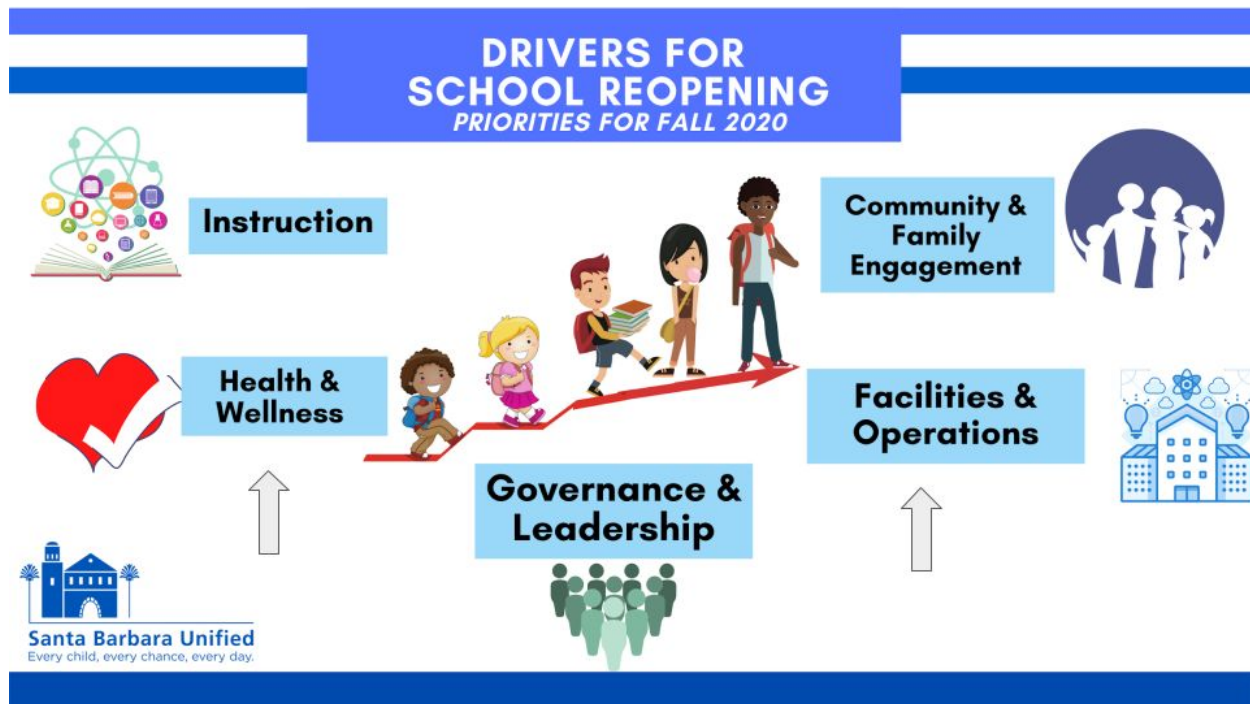 DRIVERS FOR
SCHOOL REOPENING
PRIORITIES FOR FALL 2020
Instruction
Community &
Family
Engagement
Health &
Wellness
Facilities &
Operations
Governance &
Leadership
Santa Barbara Unified
Every child, every chance, every day.